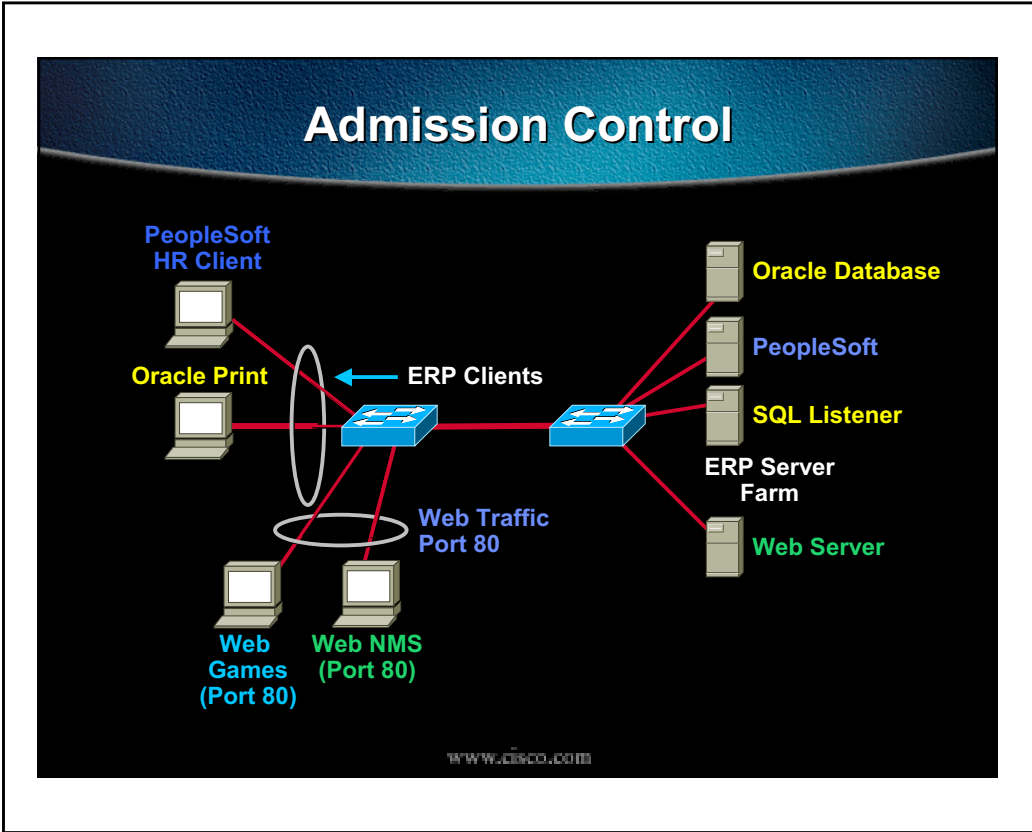 Admission Control
PeopleSoft
HR Client
Oracle Database
PeopleSoft
Oracle Print
ERP Clients
SQL Listener
ERP Server
Farm
Web Traffic
Port 80
Web Server
Web
Games
(Port 80)
Web NMS
(Port 80)
www.cisco.com